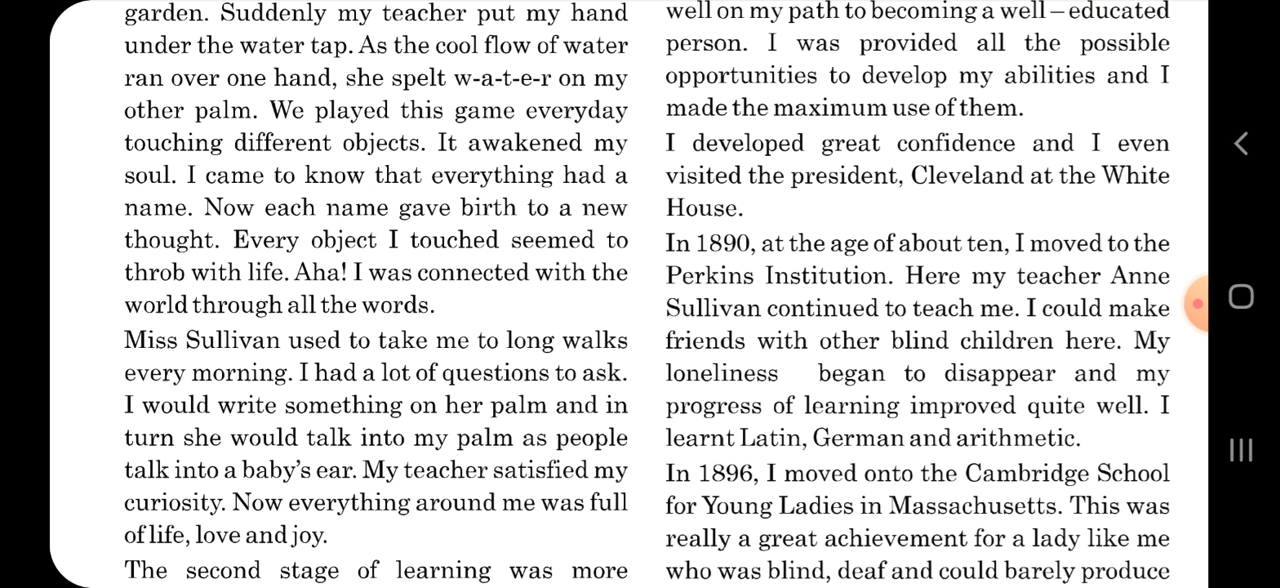 garden. Suddenly my teacher put my hand
under the water tap. As the cool flow of water
ran over one hand, she spelt w-a-t-e-r on my
other palm. We played this game everyday
touching different objects. It awakened my
soul. I came to know that everything had a
name. Now each name gave birth to a new
thought. Every object I touched seemed to
throb with life. Aha! I was connected with the
world through all the words.
Miss Sullivan used to take me to long walks
every morning. I had a lot of questions to ask.
I would write something on her palm and in
turn she would talk into my palm as people
talk into a baby's ear. My teacher satisfied my
curiosity. Now everything around me was full
of life, love and joy.
The second stage of learning was more
well on my path to becoming a well – educated
person. I was provided all the possible
opportunities to develop my abilities and I
made the maximum use of them.
I developed great confidence and I even
visited the president, Cleveland at the White
House.
In 1890, at the age of about ten, I moved to the
Perkins Institution. Here my teacher Anne
Sullivan continued to teach me. I could make
friends with other blind children here. My
loneliness began to disappear and my
progress of learning improved quite well. I
learnt Latin, German and arithmetic.
In 1896, I moved onto the Cambridge School
for Young Ladies in Massachusetts. This was
really a great achievement for a lady like me
who was blind, deaf and could barely produce